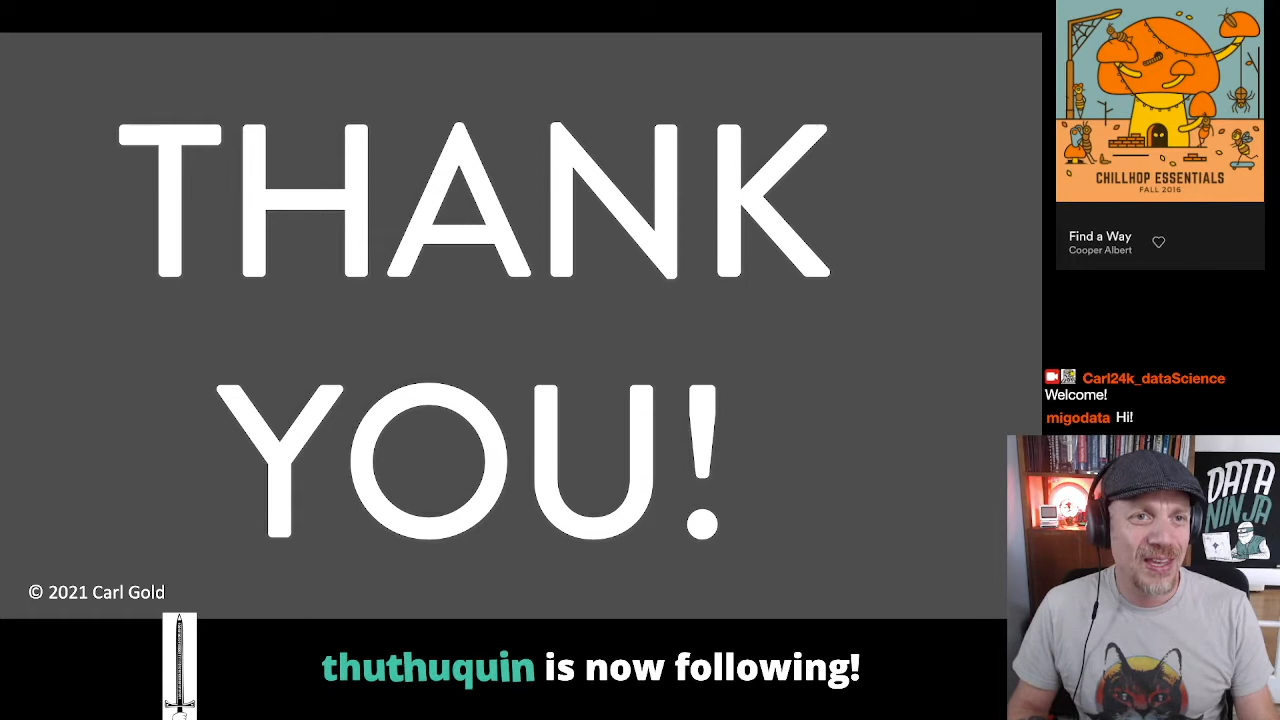 THANK
YOU!
© 2021 Carl Gold
CHILLHOP ESSENTIALS
FALL 2016
Find a Way
Cooper Albert
Carl24k_dataScience
Welcome!
migodata Hi!
DATA
NINJA
thuthuquin is now following!